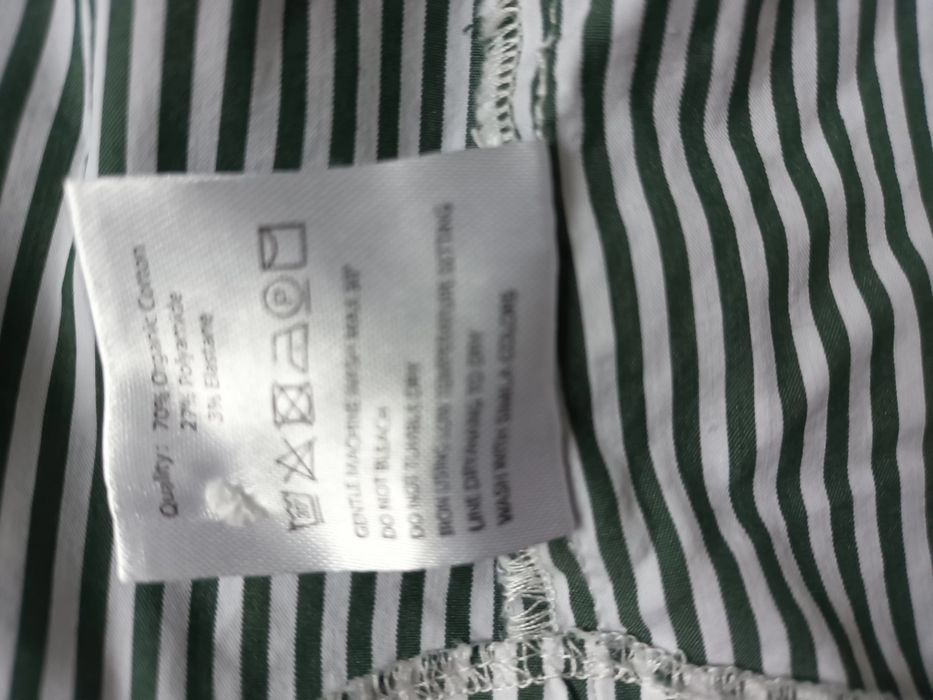 Quality: 70% Organic Cotton
27% Polyamide
3% Elastane
P
GENTLE MACHINE WASH MAX 30°
DO NOT BLEACH
DO NOT TUMBLE DRY
IRON USING LOW TEMPERATURE SETTING
LINE DRY/HANG TO DRY
WASH WITH SIMILAR COLORS